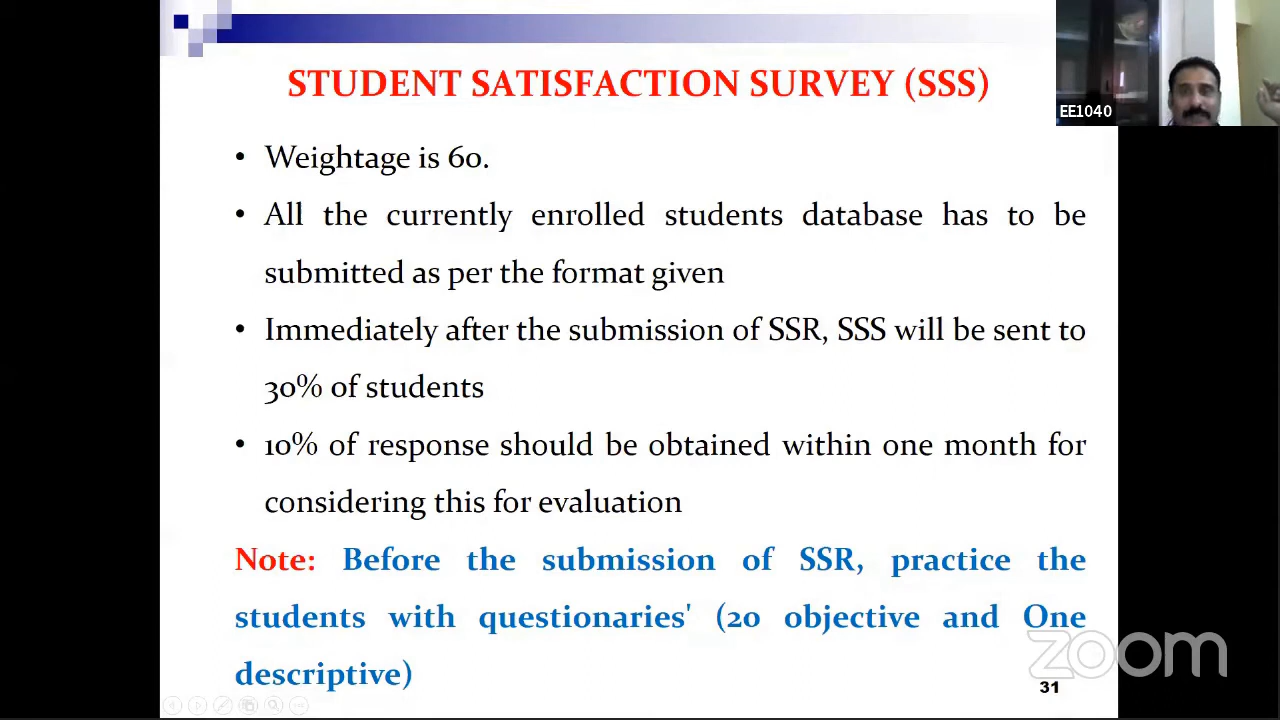 STUDENT SATISFACTION SURVEY (SSS)
EE1040
• Weightage is 60.
• All the currently enrolled students database has to be
submitted as per the format given
• Immediately after the submission of SSR, SSS will be sent to
30% of students
• 10% of response should be obtained within one month for
considering this for evaluation
Note: Before the submission of SSR, practice the
students with questionaries' (20 objective and One
descriptive)
zoom
31